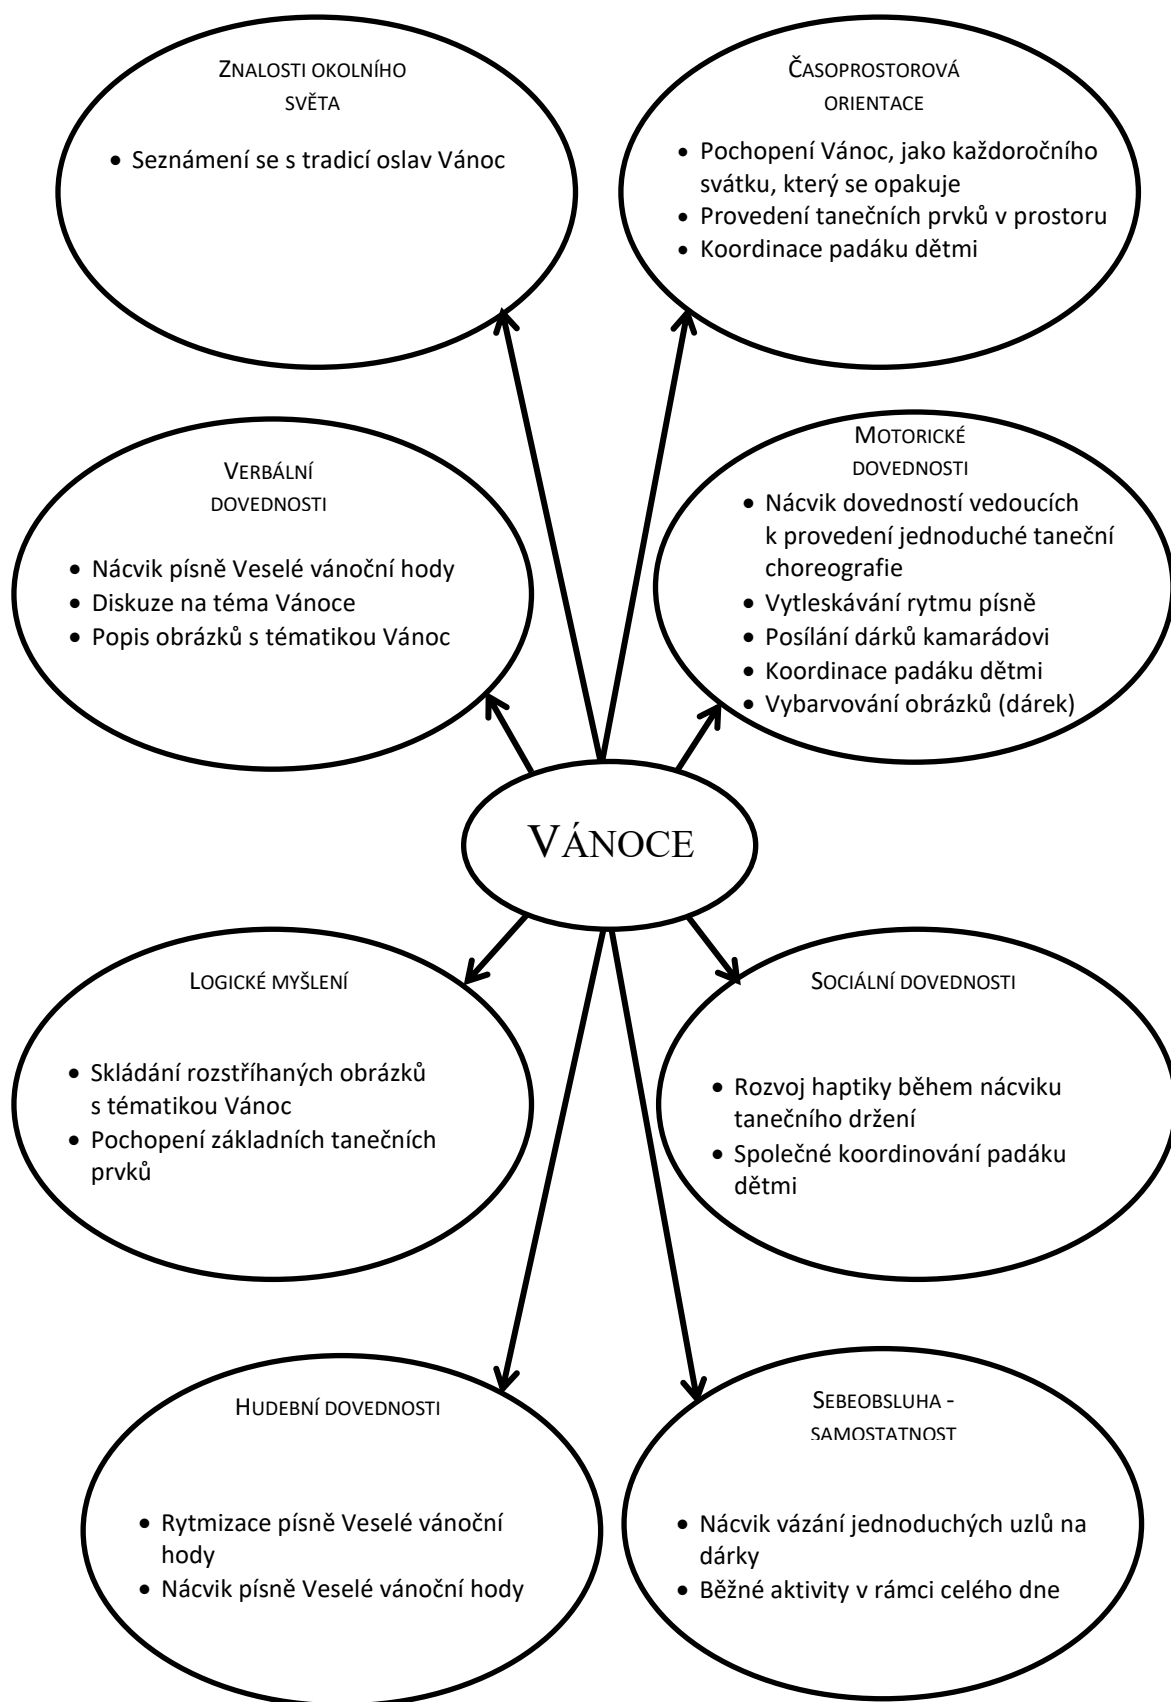 ZNALOSTI OKOLNÍHO
SVĚTA
• Seznámení se s tradicí oslav Vánoc
ČASOPROSTOROVÁ
ORIENTACE
• Pochopení Vánoc, jako každoročního
svátku, který se opakuje
• Provedení tanečních prvků v prostoru
• Koordinace padáku dětmi
VERBÁLNÍ
DOVEDNOSTI
• Nácvik písně Veselé vánoční hody
• Diskuze na téma Vánoce
• Popis obrázků s tématikou Vánoc
MOTORICKÉ
DOVEDNOSTI
• Nácvik dovedností vedoucích
k provedení jednoduché taneční
choreografie
• Vytleskávání rytmu písně
• Posílání dárků kamarádovi
• Koordinace padáku dětmi
• Vybarvování obrázků (dárek)
VÁNOCE
LOGICKÉ MYŠLENÍ
• Skládání rozstříhaných obrázků
s tématikou Vánoc
• Pochopení základních tanečních
prvků
SOCIÁLNÍ DOVEDNOSTI
• Rozvoj haptiky během nácviku
tanečního držení
• Společné koordinování padáku
dětmi
HUDEBNÍ DOVEDNOSTI
• Rytmizace písně Veselé vánoční
hody
• Nácvik písně Veselé vánoční hody
SEBEOBSLUHA -
SAMOSTATNOST
• Nácvik vázání jednoduchých uzlů na
dárky
• Běžné aktivity v rámci celého dne